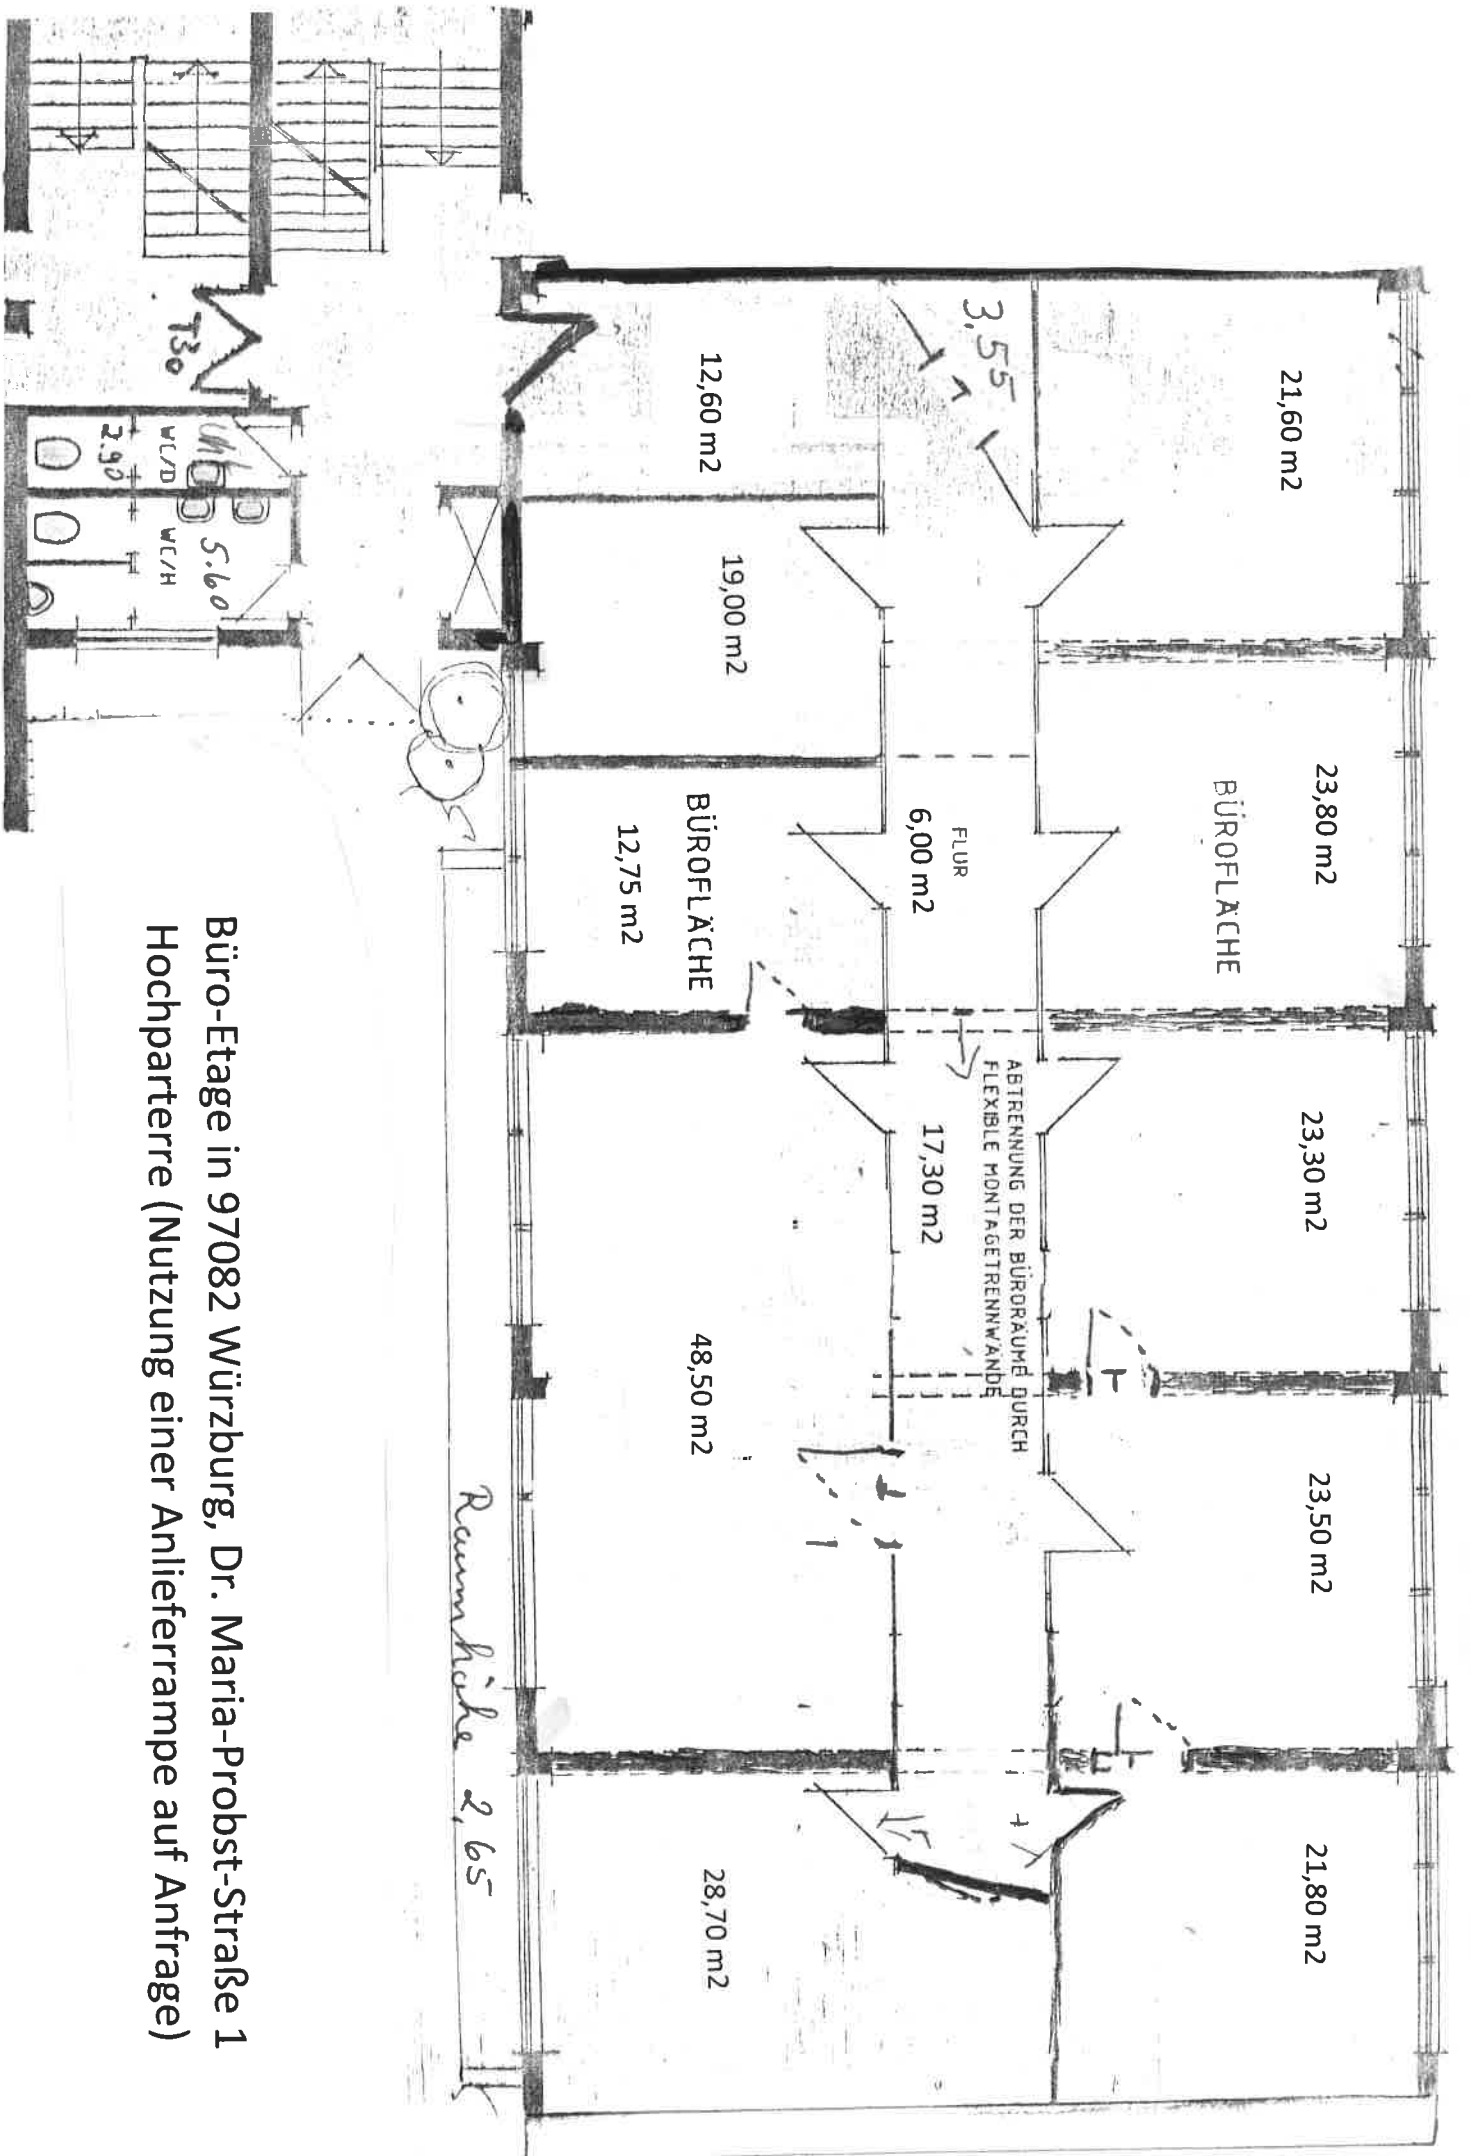 21,60 m2
23,80 m2
23,30 m2
23,50 m2
21,80 m2
BÜROFLÄCHE
3,55
FLUR
6,00 m2
ABTRENNUNG DER BÜRORÄUME DURCH
FLEXIBLE MONTAGETRENNWÄNDE
17,30 m2
12,60 m2
19,00 m2
BÜROFLÄCHE
12,75 m2
48,50 m2
28,70 m2
Raumhöhe 2,65
T30
WC/D
2.90
WC/H
5.60
Büro-Etage in 97082 Würzburg, Dr. Maria-Probst-Straße 1
Hochparterre (Nutzung einer Anlieferrampe auf Anfrage)